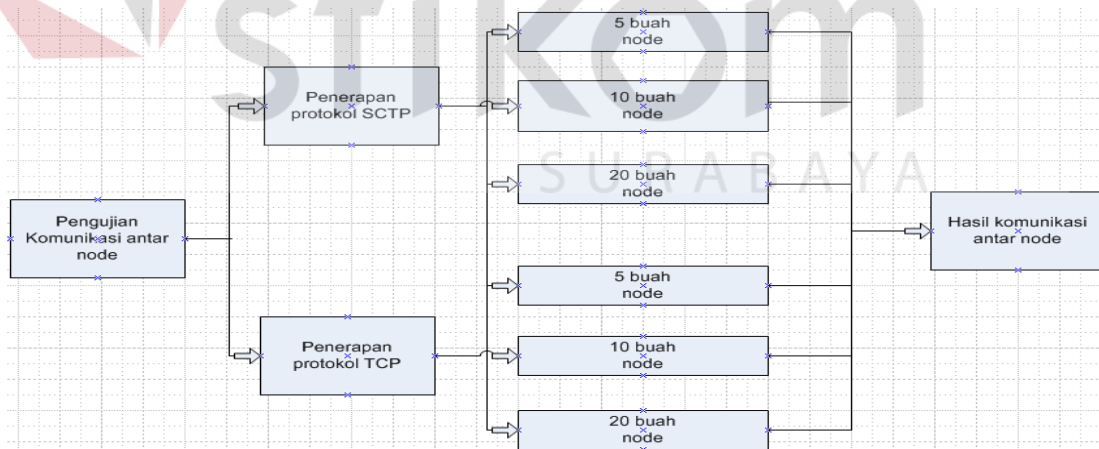 stikom
SURABAYA
Pengujian
Komunikasi antar
node
Penerapan
protokol SCTP
Penerapan
protokol TCP
5 buah
node
10 buah
node
20 buah
node
5 buah
node
10 buah
node
20 buah
node
Hasil komunikasi
antar node